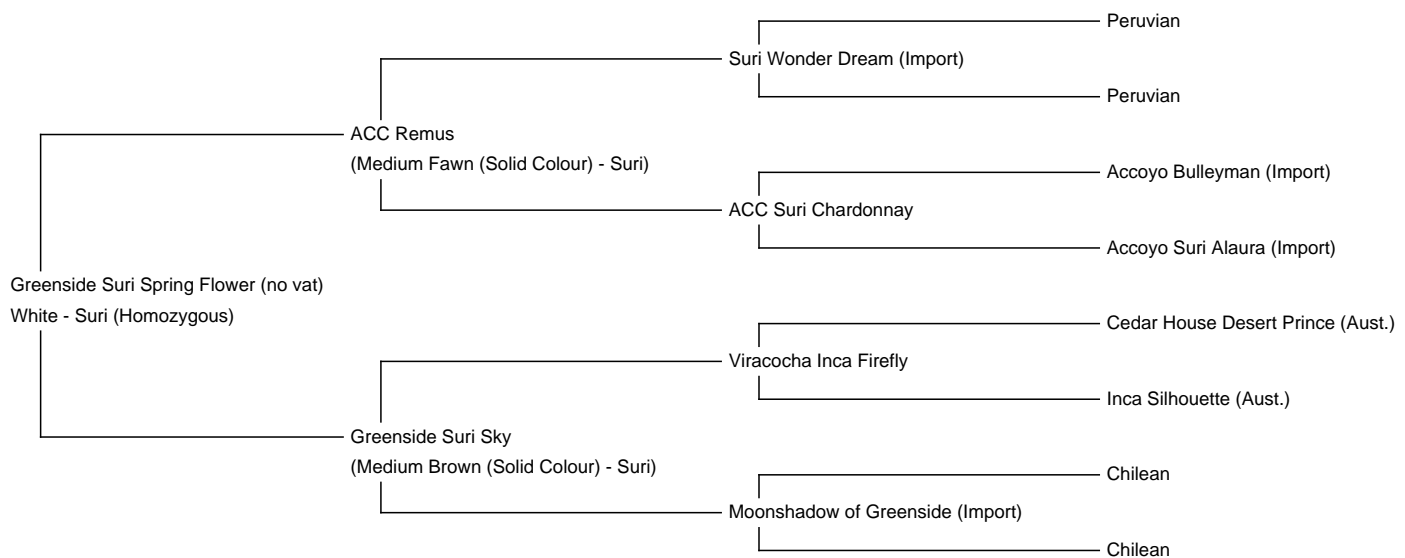 Peruvian
Suri Wonder Dream (Import)
Peruvian
ACC Remus
(Medium Fawn (Solid Colour) - Suri)
Accoyo Bulleyman (Import)
ACC Suri Chardonnay
Accoyo Suri Alaura (Import)
Greenside Suri Spring Flower (no vat)
White - Suri (Homozygous)
Cedar House Desert Prince (Aust.)
Viracocha Inca Firefly
Inca Silhouette (Aust.)
Greenside Suri Sky
(Medium Brown (Solid Colour) - Suri)
Chilean
Moonshadow of Greenside (Import)
Chilean